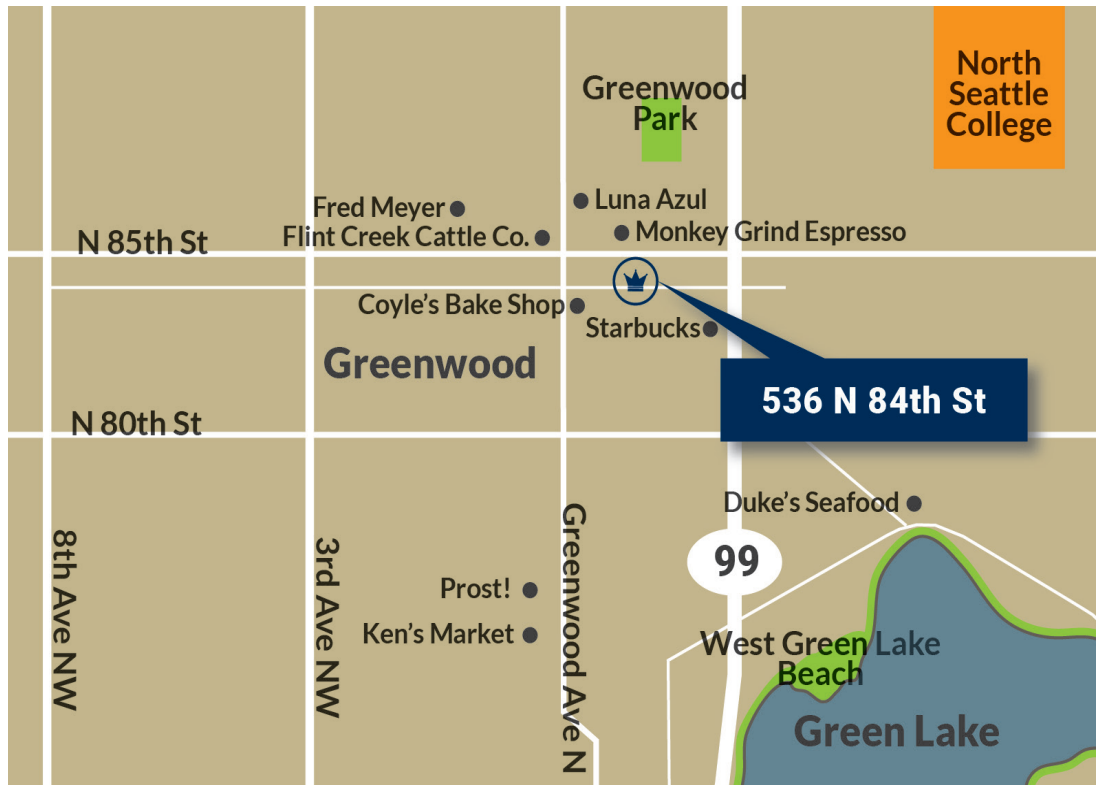 Greenwood
Park
North
Seattle
College
Fred Meyer
Luna Azul
Flint Creek Cattle Co.
Monkey Grind Espresso
N 85th St
Coyle's Bake Shop
Starbucks
Greenwood
536 N 84th St
N 80th St
Duke's Seafood
8th Ave NW
3rd Ave NW
Greenwood Ave N
99
Prost!
Ken's Market
West Green Lake
Beach
Green Lake